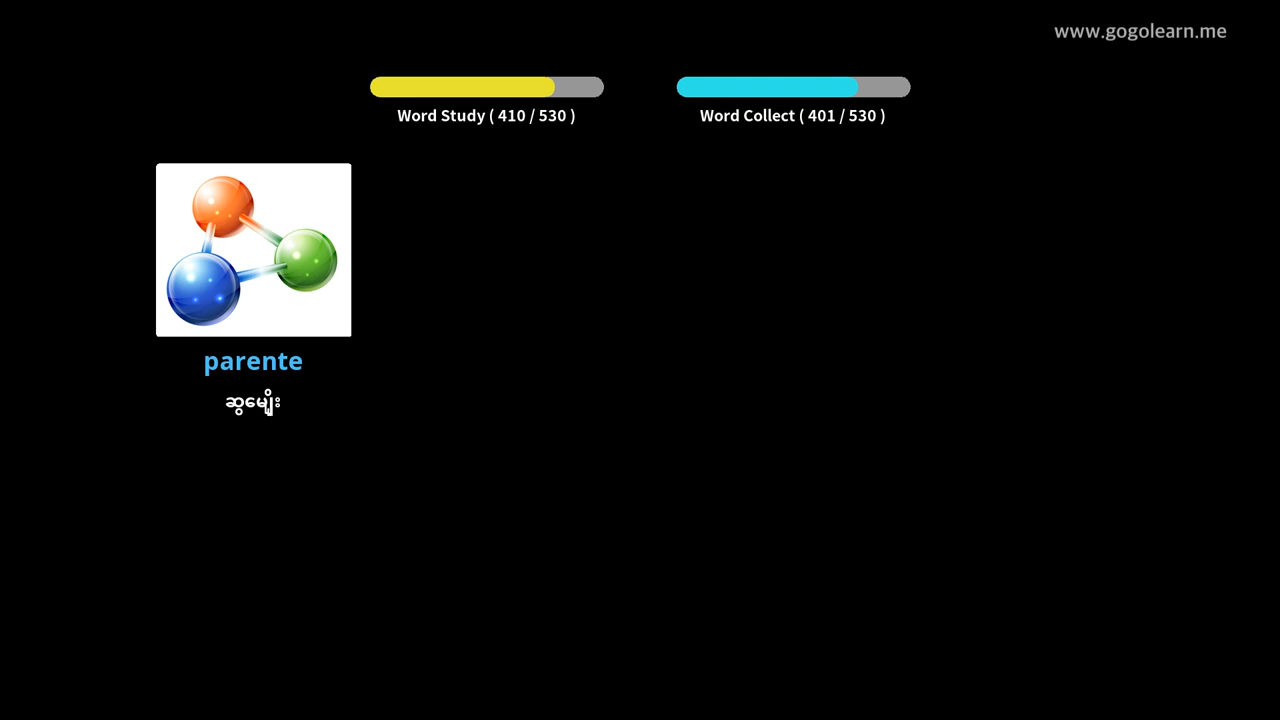 www.gogolearn.me
Word Study ( 410 / 530 )
Word Collect ( 401 / 530 )
parente
ဆွေမျိုး